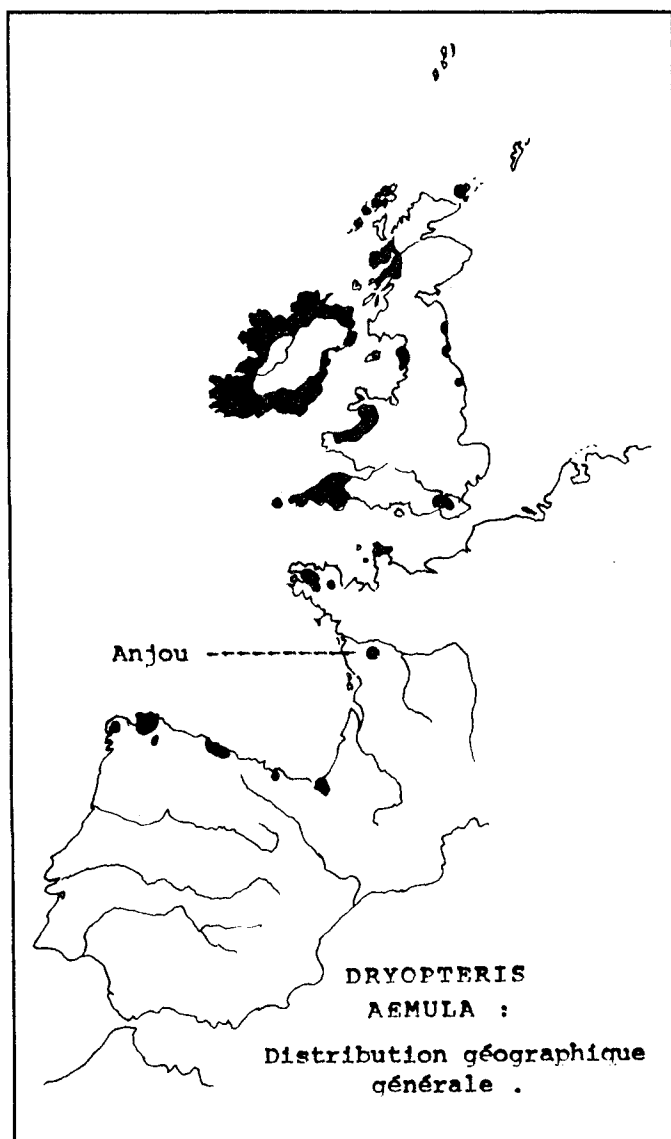 Anjou
DRYOPTERIS
AEMULA :
Distribution géographique
générale .